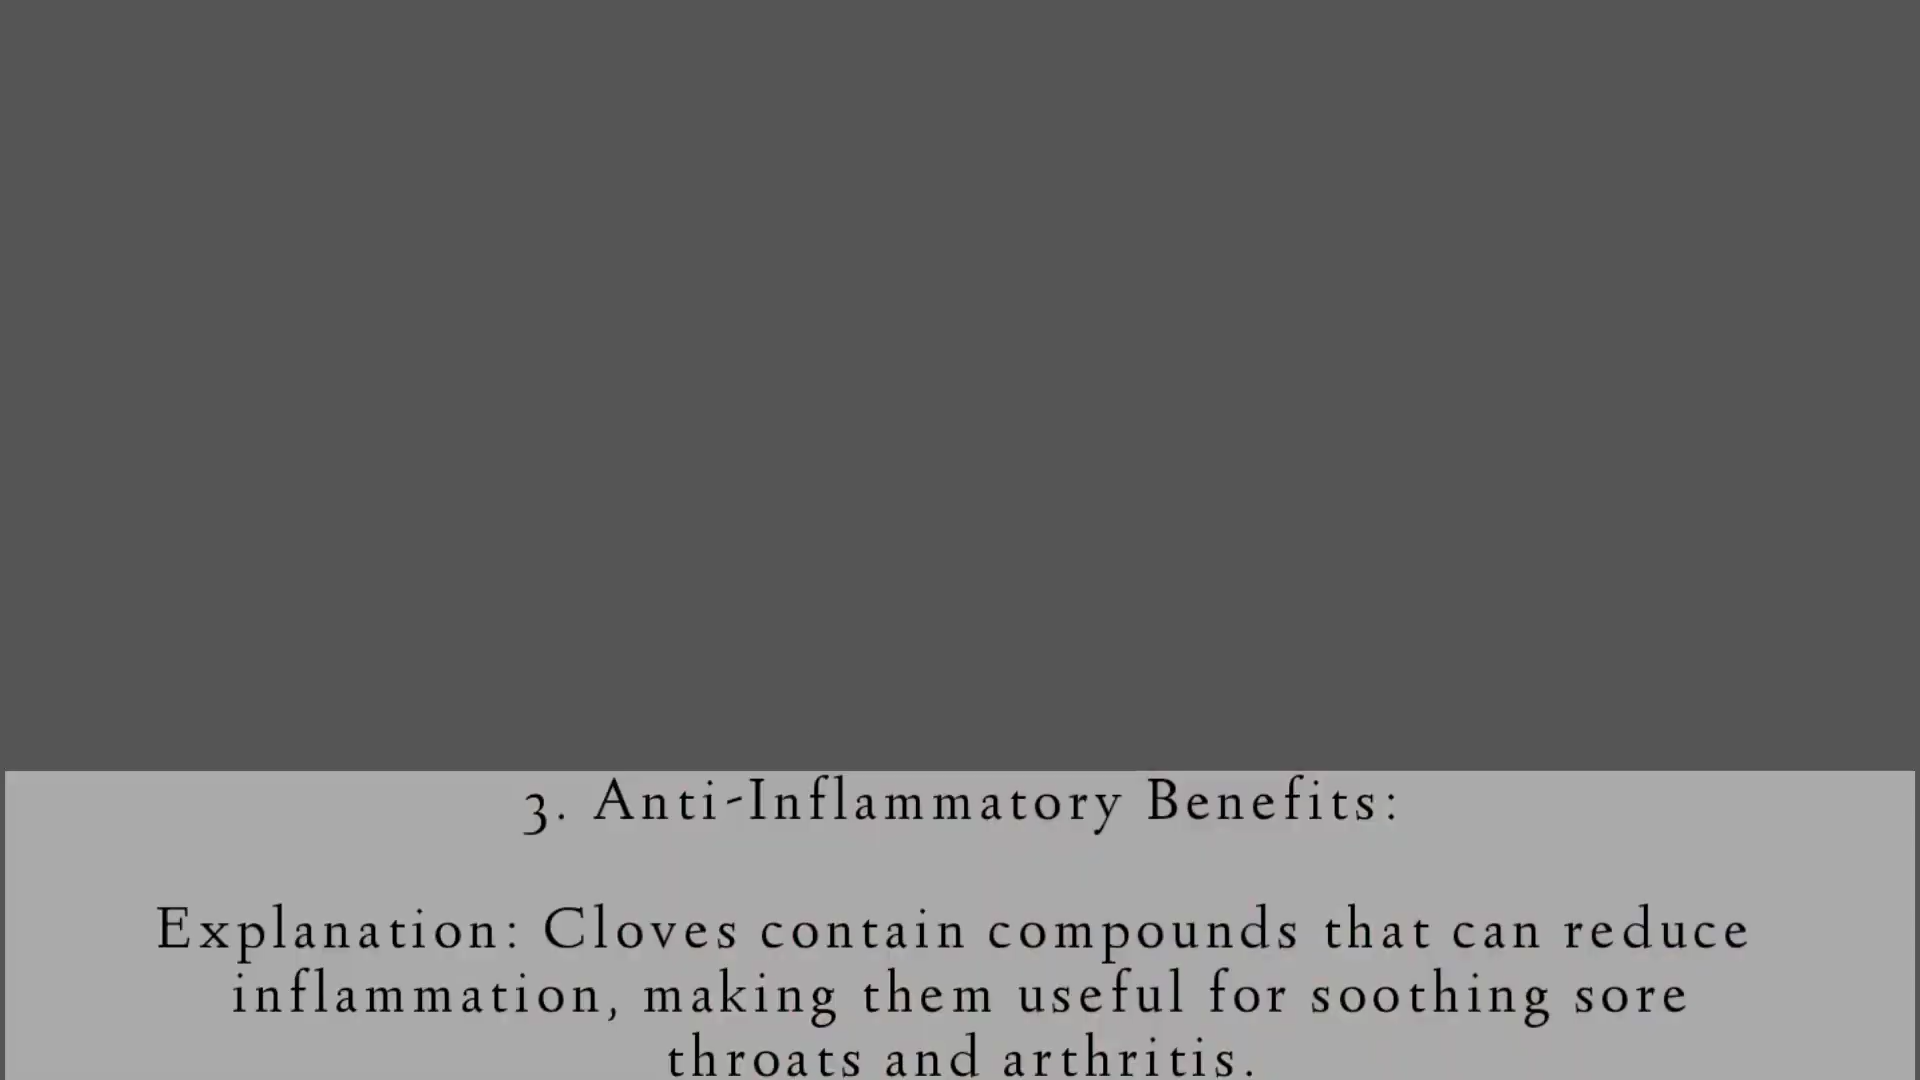 3. Anti-Inflammatory Benefits:
Explanation: Cloves contain compounds that can reduce
inflammation, making them useful for soothing sore
throats and arthritis.